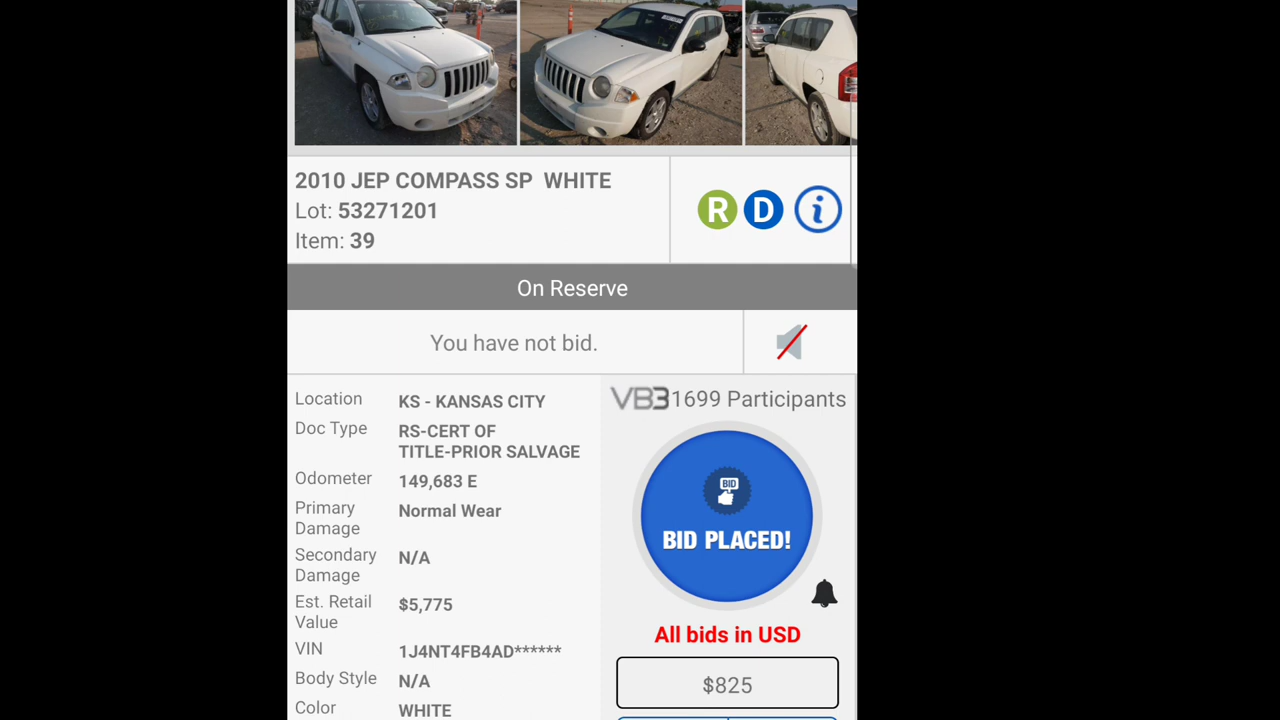 2010 JEP COMPASS SP  WHITE
Lot: 53271201
Item: 39
R D i
On Reserve
You have not bid.
Location KS - KANSAS CITY
Doc Type RS-CERT OF
TITLE-PRIOR SALVAGE
Odometer 149,683 E
Primary Damage Normal Wear
Secondary Damage N/A
Est. Retail Value $5,775
VIN 1J4NT4FB4AD******
Body Style N/A
Color WHITE
VB3 1699 Participants
BID
BID PLACED!
All bids in USD
$825